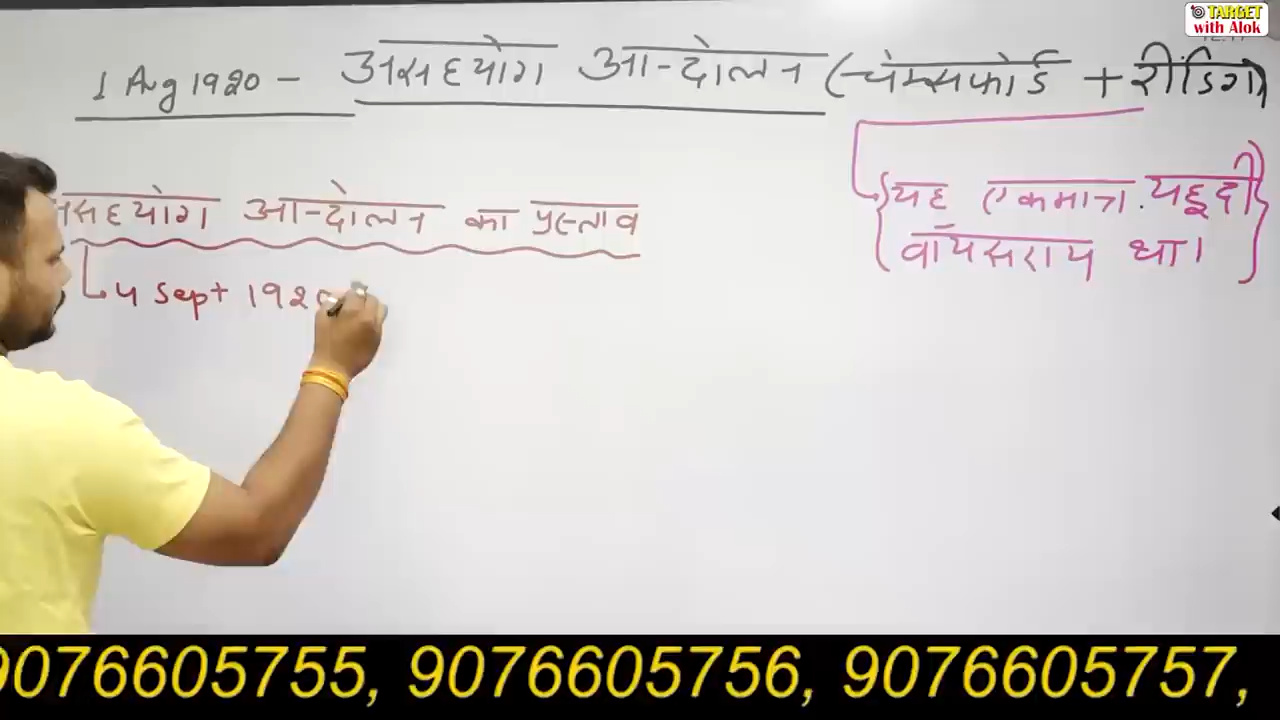 TARGET
with Alok
1 Aug 1920 - असहयोग आन्दोलन (चेम्सफोर्ड + रीडिंग)
यह एकमात्र यहूदी
वॉयसराय था।
असहयोग आन्दोलन का प्रस्ताव
4 Sept 1920
9076605755, 9076605756, 9076605757,